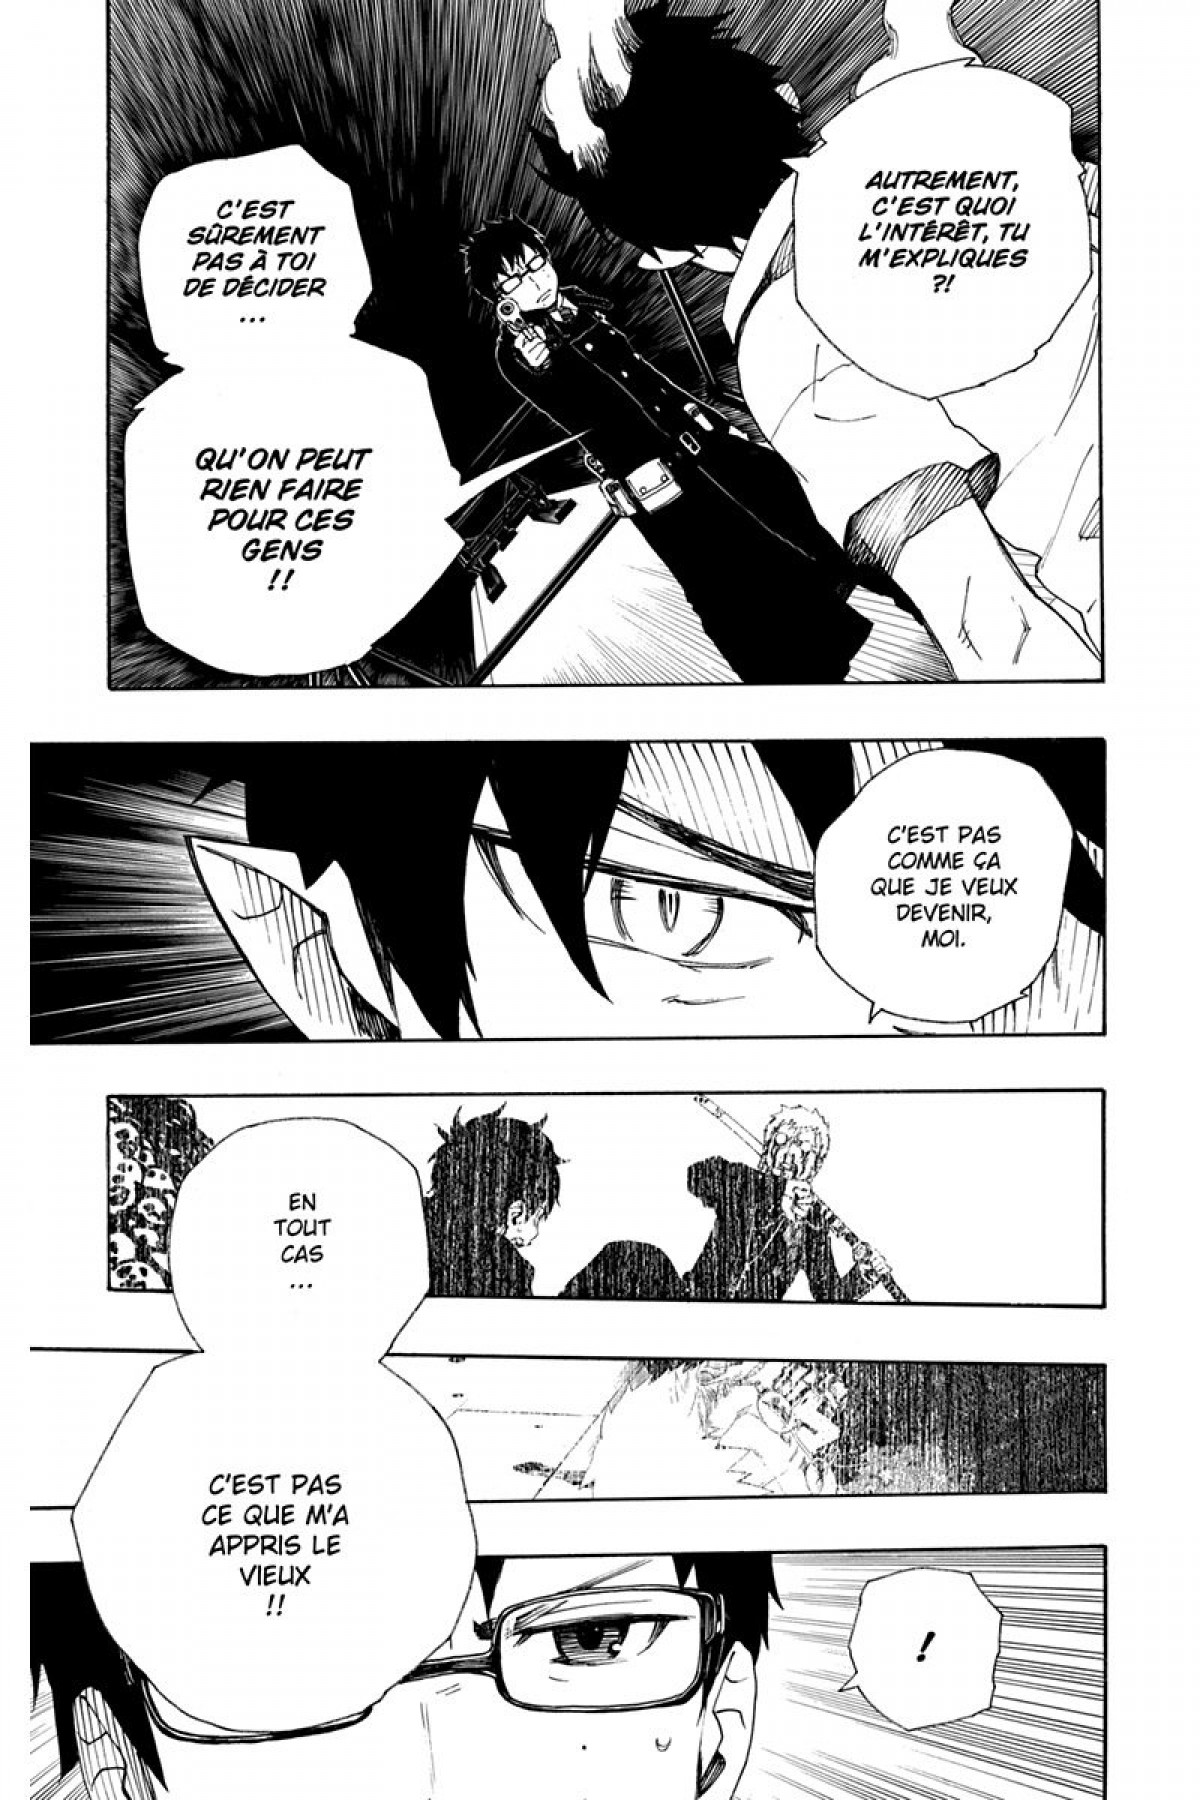 AUTREMENT,
C'EST QUOI
L'INTÉRÊT, TU
M'EXPLIQUES
?!
C'EST
SÛREMENT
PAS À TOI
DE DÉCIDER
...
QU'ON PEUT
RIEN FAIRE
POUR CES
GENS
!!
C'EST PAS
COMME ÇA
QUE JE VEUX
DEVENIR,
MOI.
EN
TOUT
CAS
...
C'EST PAS
CE QUE M'A
APPRIS LE
VIEUX
!!
!